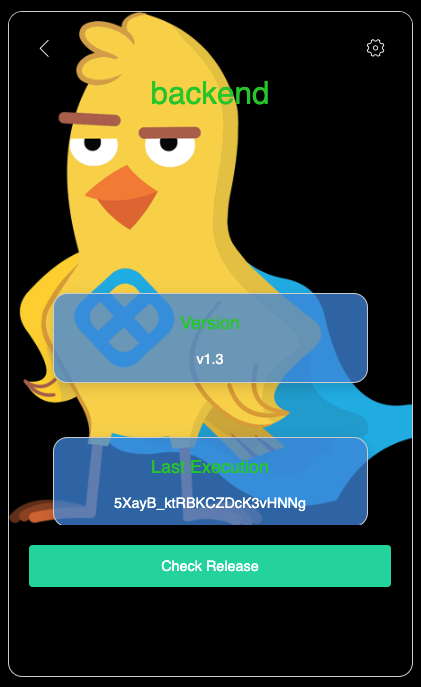 backend
Version
v1.3
Last Execution
5XayB_ktRBKCZDcK3vHNNg
Check Release